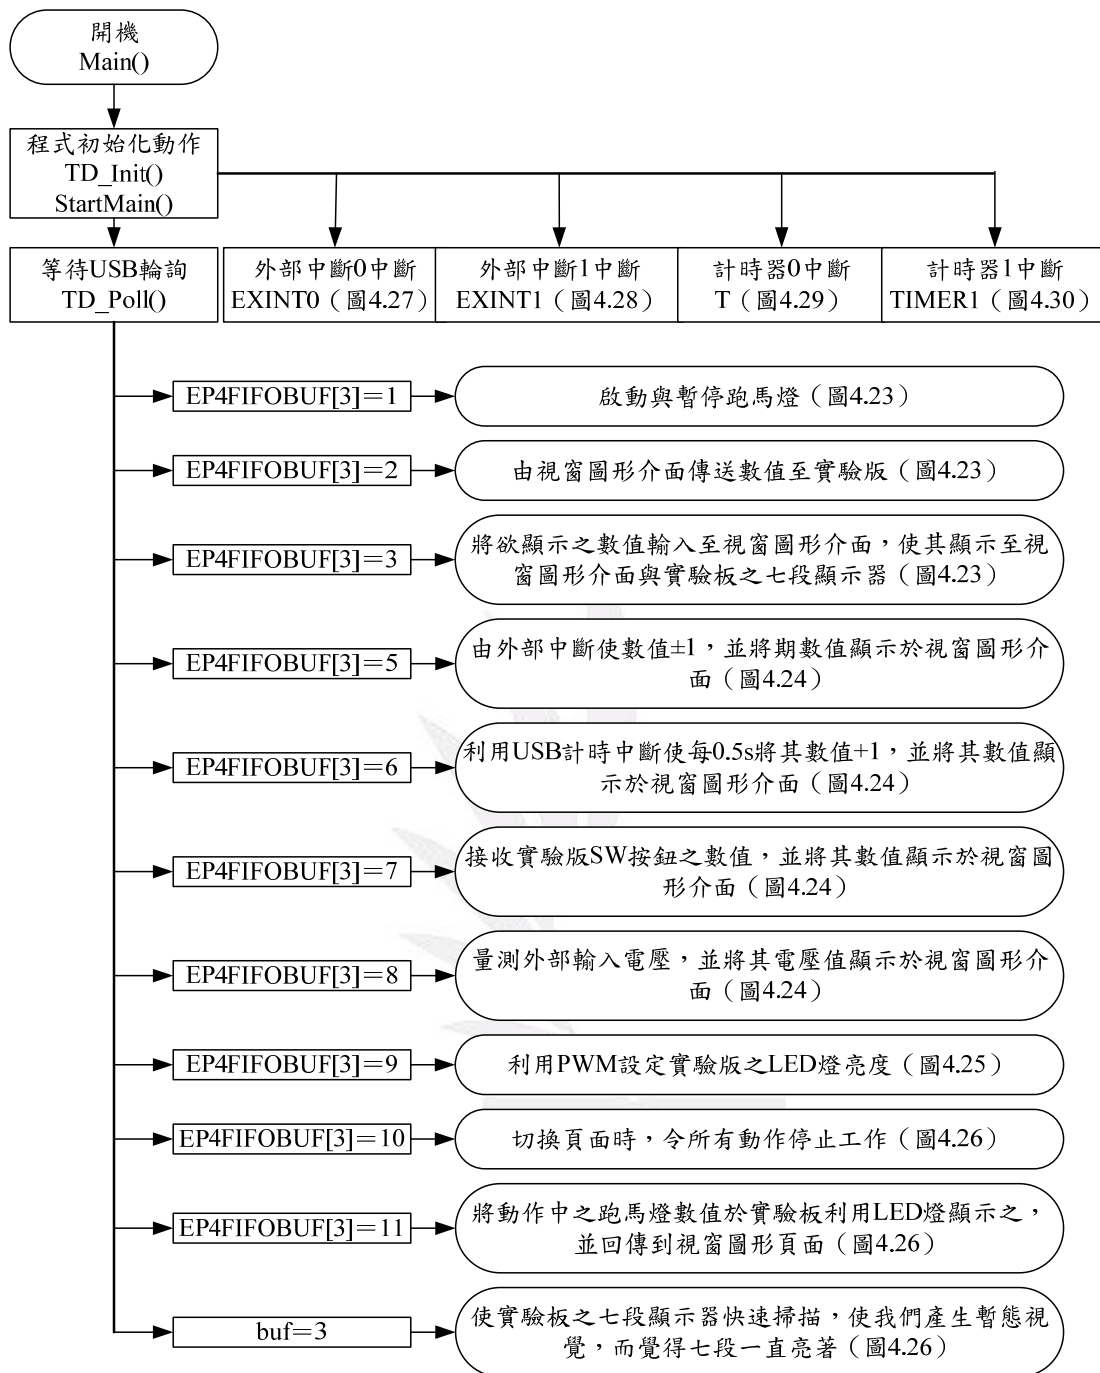 開機
Main()
程式初始化動作
TD_Init()
StartMain()
等待USB輪詢
TD_Poll()
外部中斷0中斷
EXINT0（圖4.27）
外部中斷1中斷
EXINT1（圖4.28）
計時器0中斷
T（圖4.29）
計時器1中斷
TIMER1（圖4.30）
EP4FIFOBUF[3]＝1
啟動與暫停跑馬燈（圖4.23）
EP4FIFOBUF[3]＝2
由視窗圖形介面傳送數值至實驗版（圖4.23）
EP4FIFOBUF[3]＝3
將欲顯示之數值輸入至視窗圖形介面，使其顯示至視
窗圖形介面與實驗板之七段顯示器（圖4.23）
EP4FIFOBUF[3]＝5
由外部中斷使數值±1，並將期數值顯示於視窗圖形介
面（圖4.24）
EP4FIFOBUF[3]＝6
利用USB計時中斷使每0.5s將其數值+1，並將其數值顯
示於視窗圖形介面（圖4.24）
EP4FIFOBUF[3]＝7
接收實驗版SW按鈕之數值，並將其數值顯示於視窗圖
形介面（圖4.24）
EP4FIFOBUF[3]＝8
量測外部輸入電壓，並將其電壓值顯示於視窗圖形介
面（圖4.24）
EP4FIFOBUF[3]＝9
利用PWM設定實驗版之LED燈亮度（圖4.25）
EP4FIFOBUF[3]＝10
切換頁面時，令所有動作停止工作（圖4.26）
EP4FIFOBUF[3]＝11
將動作中之跑馬燈數值於實驗板利用LED燈顯示之，
並回傳到視窗圖形頁面（圖4.26）
buf＝3
使實驗板之七段顯示器快速掃描，使我們產生暫態視
覺，而覺得七段一直亮著（圖4.26）